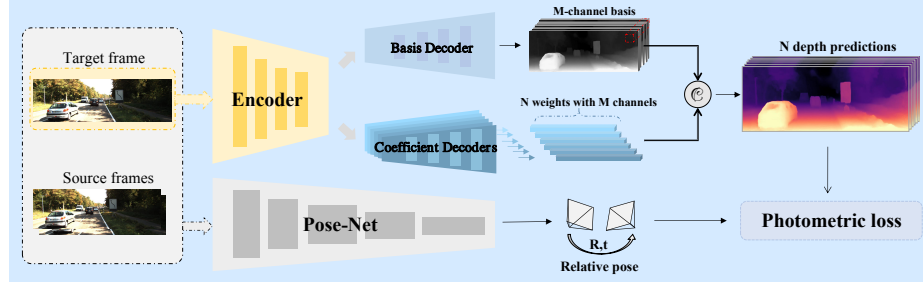 Target frame
Source frames
Encoder
Basis Decoder
Coefficient Decoders
Pose-Net
M-channel basis
N weights with M channels
C
N depth predictions
R,t
Relative pose
Photometric loss